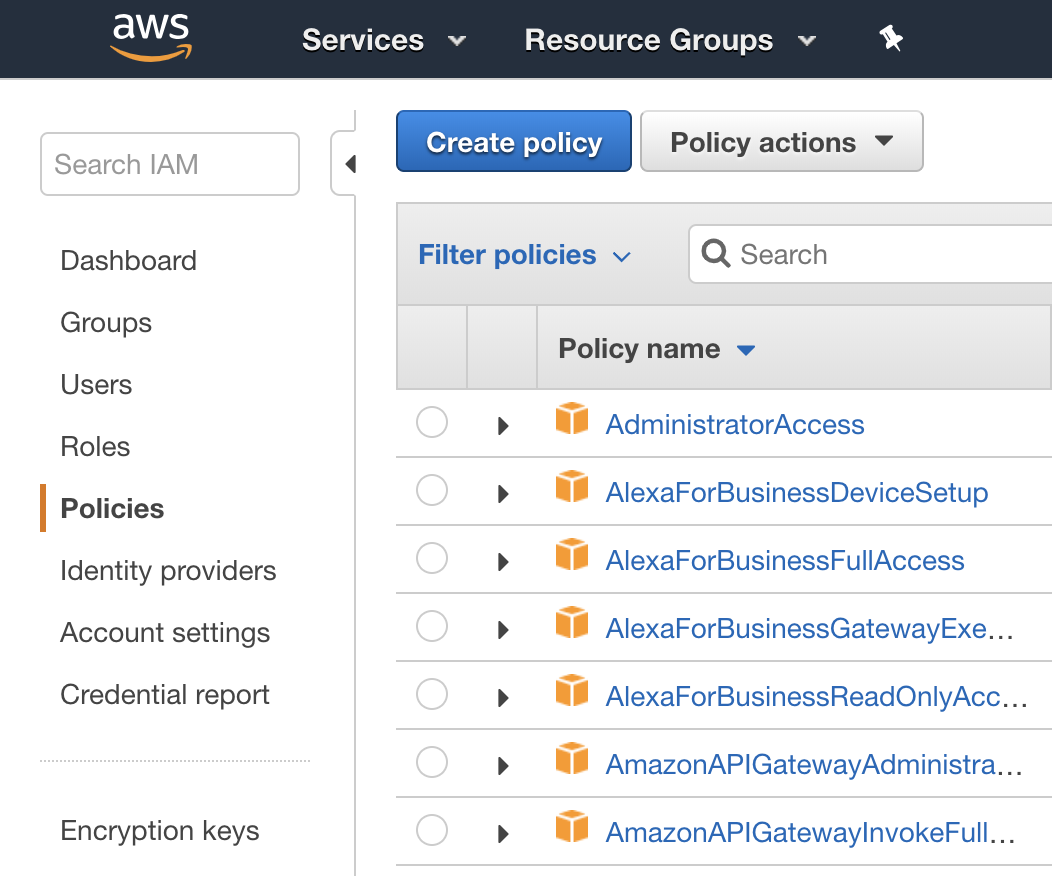 aws
Services
Resource Groups
Search IAM
Dashboard
Groups
Users
Roles
Policies
Identity providers
Account settings
Credential report
Encryption keys
Create policy
Policy actions
Filter policies
Search
Policy name
AdministratorAccess
AlexaForBusinessDeviceSetup
AlexaForBusinessFullAccess
AlexaForBusinessGatewayExe...
AlexaForBusinessReadOnlyAcc...
AmazonAPIGatewayAdministra...
AmazonAPIGatewayInvokeFull...